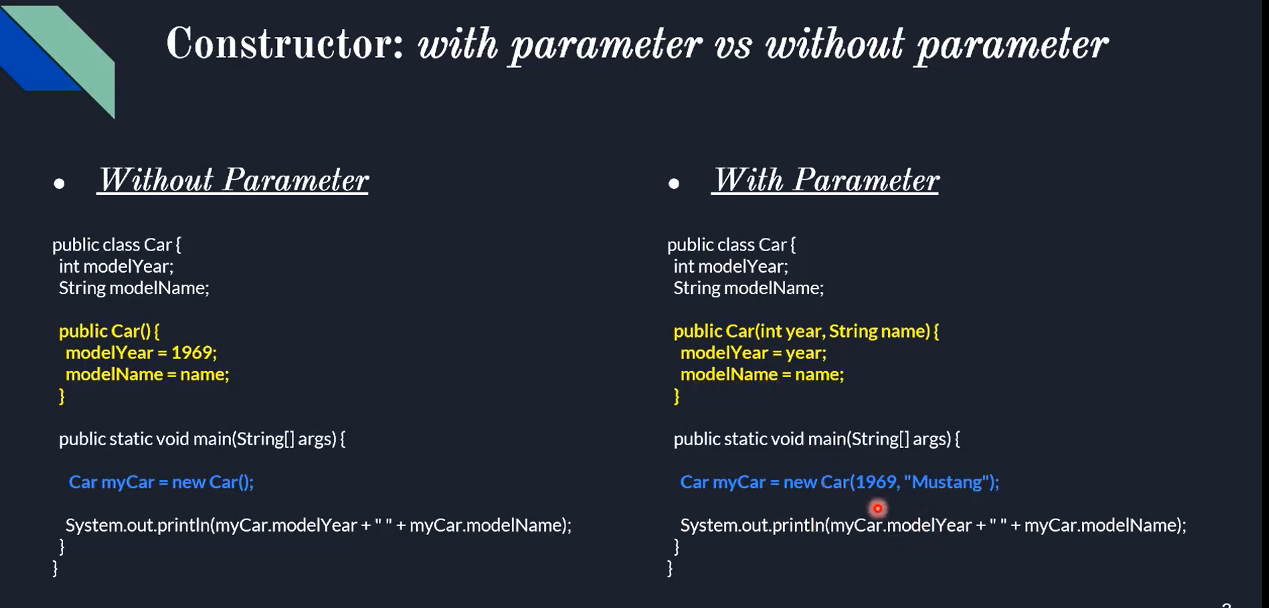 Constructor: with parameter vs without parameter
● Without Parameter
public class Car {
int modelYear;
String modelName;
public Car() {
modelYear = 1969;
modelName = name;
}
public static void main(String[] args) {
Car myCar = new Car();
System.out.println(myCar.modelYear + " " + myCar.modelName);
}
}
● With Parameter
public class Car {
int modelYear;
String modelName;
public Car(int year, String name) {
modelYear = year;
modelName = name;
}
public static void main(String[] args) {
Car myCar = new Car(1969, "Mustang");
System.out.println(myCar.modelYear + " " + myCar.modelName);
}
}